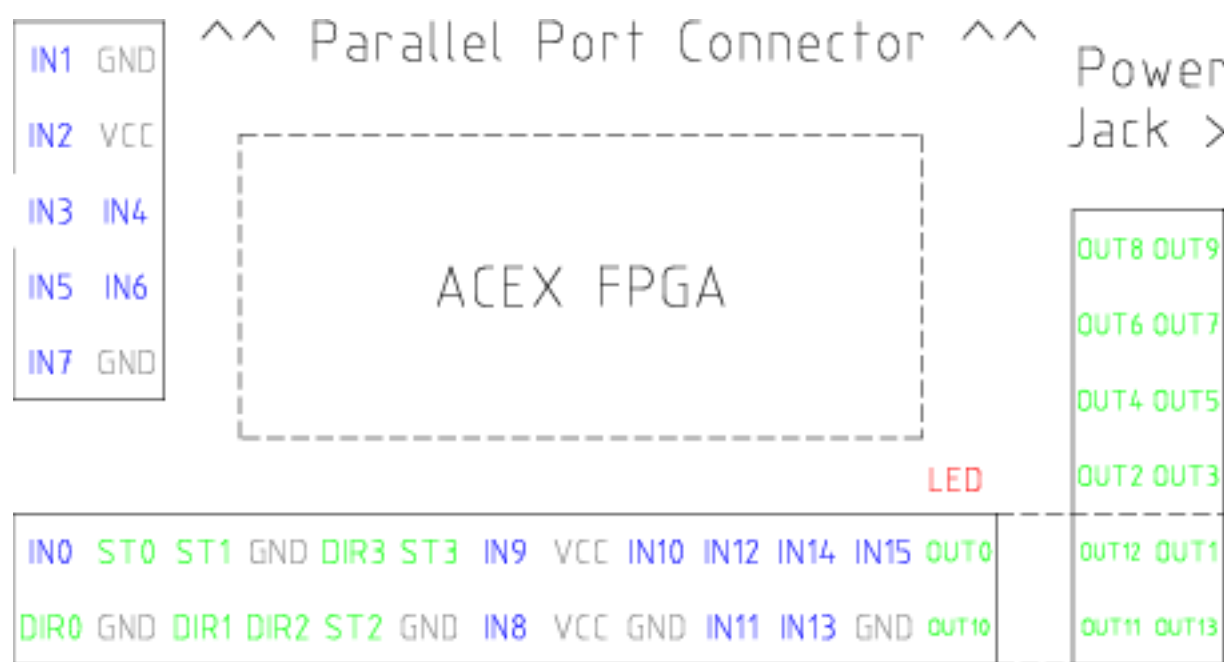 ^^ Parallel Port Connector ^^
Power
Jack >
IN1 GND
IN2 VCC
IN3 IN4
IN5 IN6
IN7 GND
ACEX FPGA
OUT8 OUT9
OUT6 OUT7
OUT4 OUT5
OUT2 OUT3
OUT12 OUT1
OUT11 OUT13
LED
IN0 ST0 ST1 GND DIR3 ST3 IN9 VCC IN10 IN12 IN14 IN15 OUT0
DIR0 GND DIR1 DIR2 ST2 GND IN8 VCC GND IN11 IN13 GND OUT10